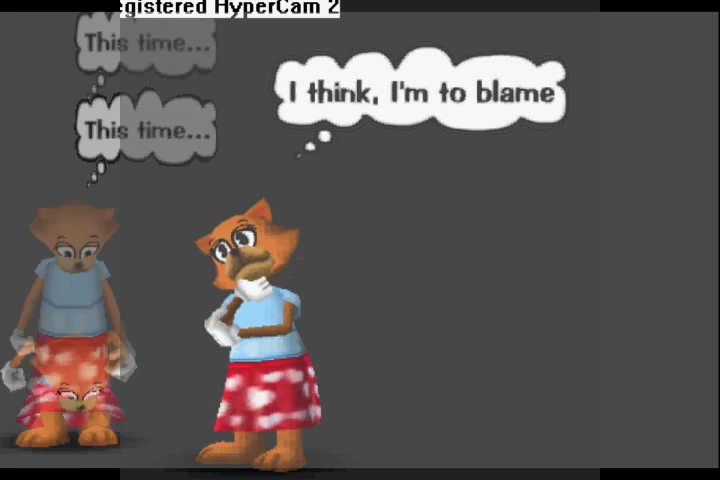 egistered HyperCam 2
This time...
I think, I'm to blame
This time...